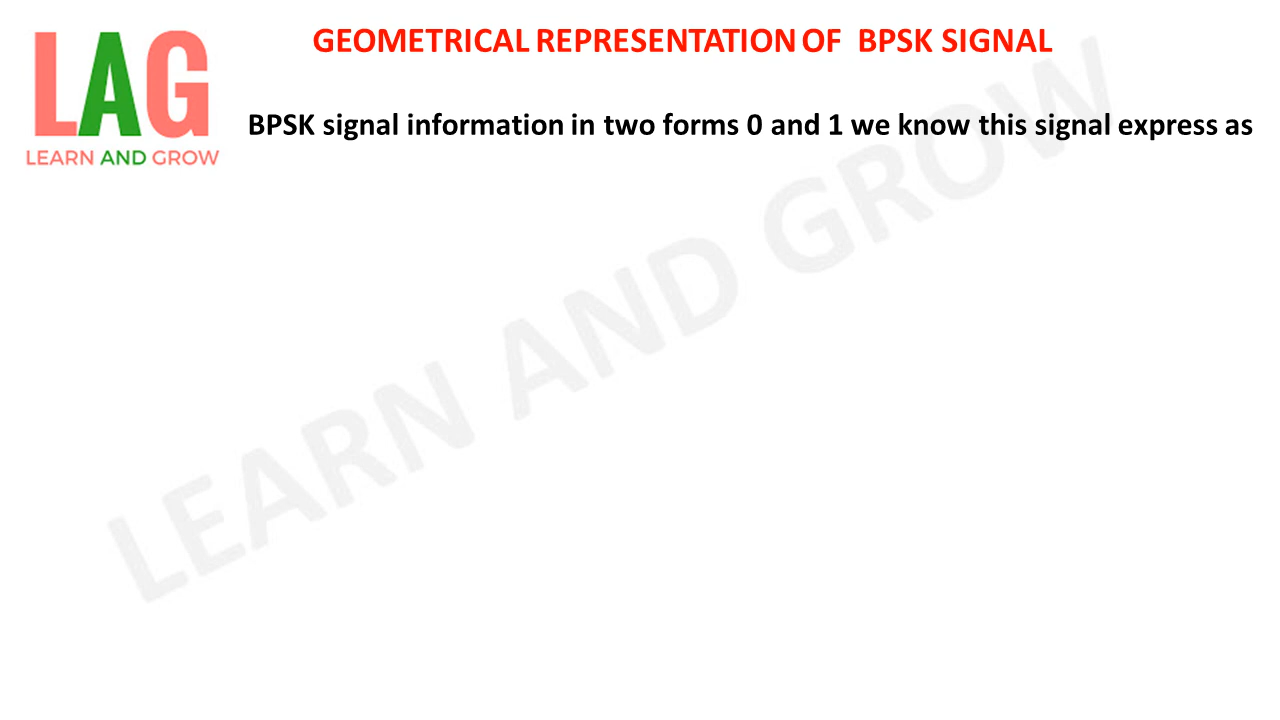 LAG
LEARN AND GROW
GEOMETRICAL REPRESENTATION OF BPSK SIGNAL
BPSK signal information in two forms 0 and 1 we know this signal express as
LEARN AND GROW